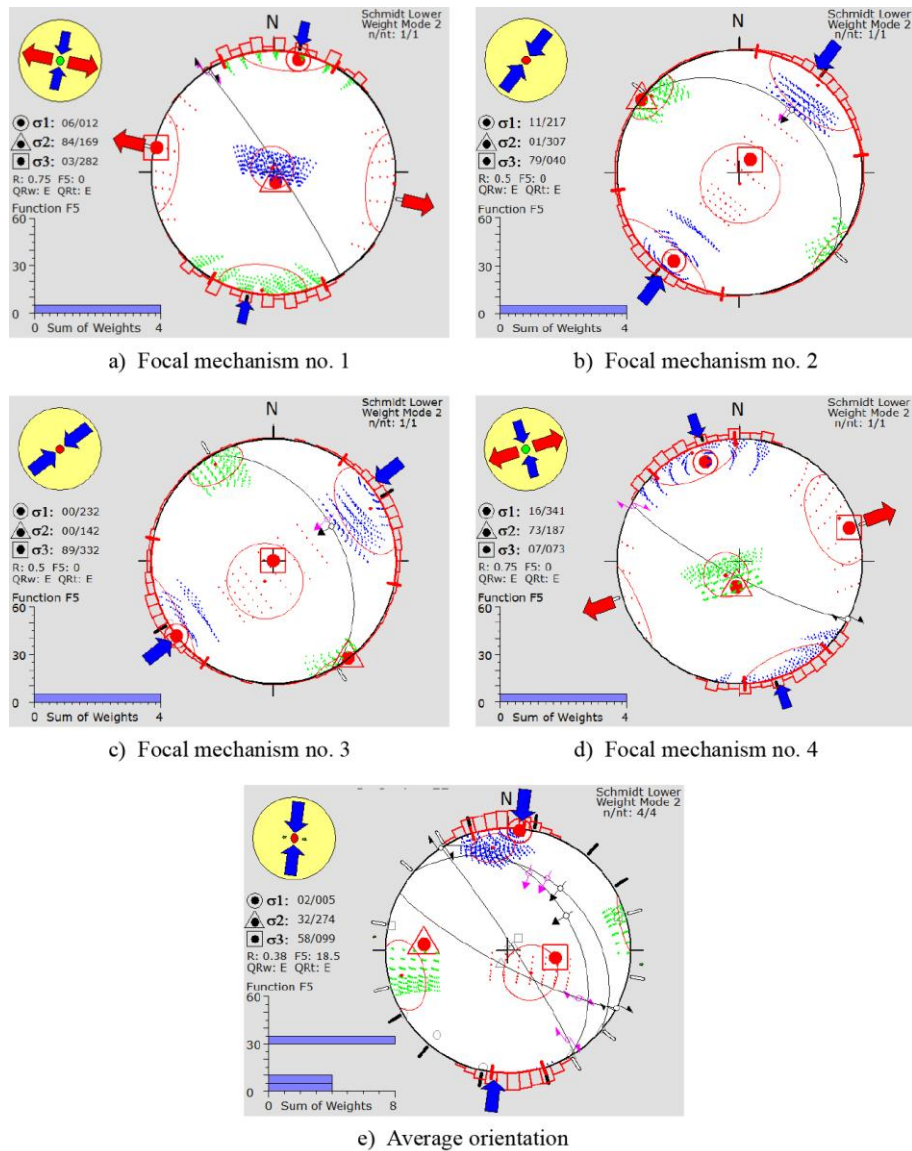 N
Schmidt Lower
Weight Mode 2
n/nt: 1/1
σ1: 06/012
σ2: 84/169
σ3: 03/282
R: 0.75 F5: 0
QRw: E QRt: E
Function F5
60
30
0
0 Sum of Weights 4
a) Focal mechanism no. 1
N
Schmidt Lower
Weight Mode 2
n/nt: 1/1
σ1: 11/217
σ2: 01/307
σ3: 79/040
R: 0.5 F5: 0
QRw: E QRt: E
Function F5
60
30
0
0 Sum of Weights 4
b) Focal mechanism no. 2
N
Schmidt Lower
Weight Mode 2
n/nt: 1/1
σ1: 00/232
σ2: 00/142
σ3: 89/332
R: 0.5 F5: 0
QRw: E QRt: E
Function F5
60
30
0
0 Sum of Weights 4
c) Focal mechanism no. 3
N
Schmidt Lower
Weight Mode 2
n/nt: 1/1
σ1: 16/341
σ2: 73/187
σ3: 07/073
R: 0.75 F5: 0
QRw: E QRt: E
Function F5
60
30
0
0 Sum of Weights 4
d) Focal mechanism no. 4
N
Schmidt Lower
Weight Mode 2
n/nt: 4/4
σ1: 02/005
σ2: 32/274
σ3: 58/099
R: 0.38 F5: 18.5
QRw: E QRt: E
Function F5
60
30
0
0 Sum of Weights 8
e) Average orientation